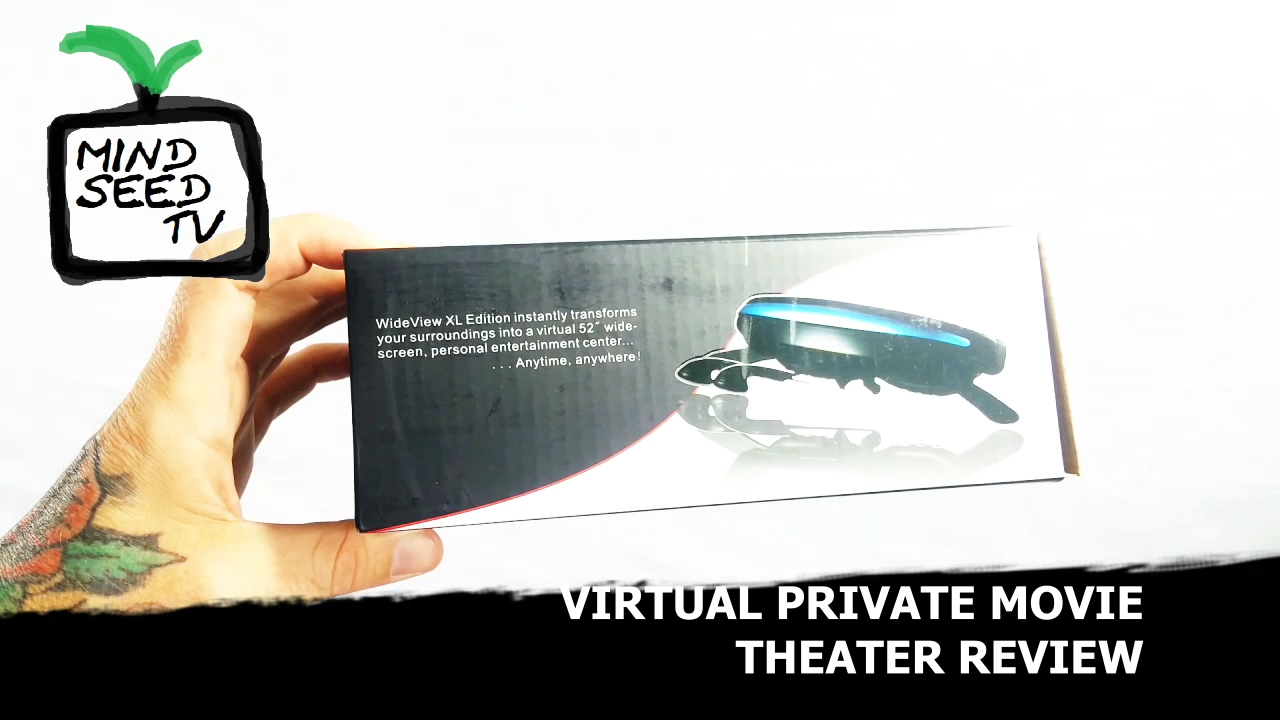 MIND
SEED
TV
WideView XL Edition instantly transforms
your surroundings into a virtual 52″ wide-
screen, personal entertainment center...
. . . Anytime, anywhere!
VIRTUAL PRIVATE MOVIE
THEATER REVIEW